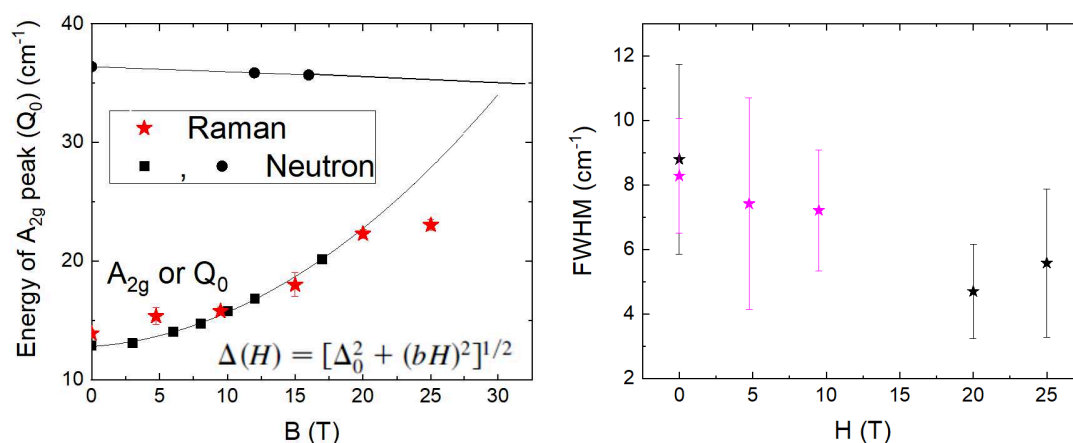 Energy of A₂g peak (Q₀) (cm⁻¹)
40
30
20
10
Raman
, Neutron
A₂g or Q₀
Δ(H) = [Δ₀² + (bH)²]^1/2
0 5 10 15 20 25 30
B (T)
FWHM (cm⁻¹)
12
10
8
6
4
2
0 5 10 15 20 25
H (T)